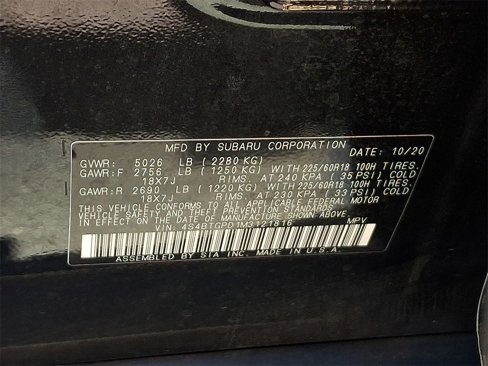 MFD BY SUBARU CORPORATION DATE: 10/20
GVWR: 5026 LB (2280 KG)
GAWR:F 2756 LB (1250 KG) WITH 225/60R18 100H TIRES.
18X7J RIMS AT 240 KPA (35 PSI) COLD
GAWR:R 2690 LB (1220 KG) WITH 225/60R18 100H TIRES.
18X7J RIMS AT 230 KPA (33 PSI) COLD
THIS VEHICLE CONFORMS TO ALL APPLICABLE FEDERAL MOTOR
VEHICLE SAFETY AND THEFT PREVENTION STANDARDS
IN EFFECT ON THE DATE OF MANUFACTURE SHOWN ABOVE.
VIN: 4S4BTCPD1M3121816 MPV
ASSEMBLED BY SIA INC. MADE IN U.S.A.